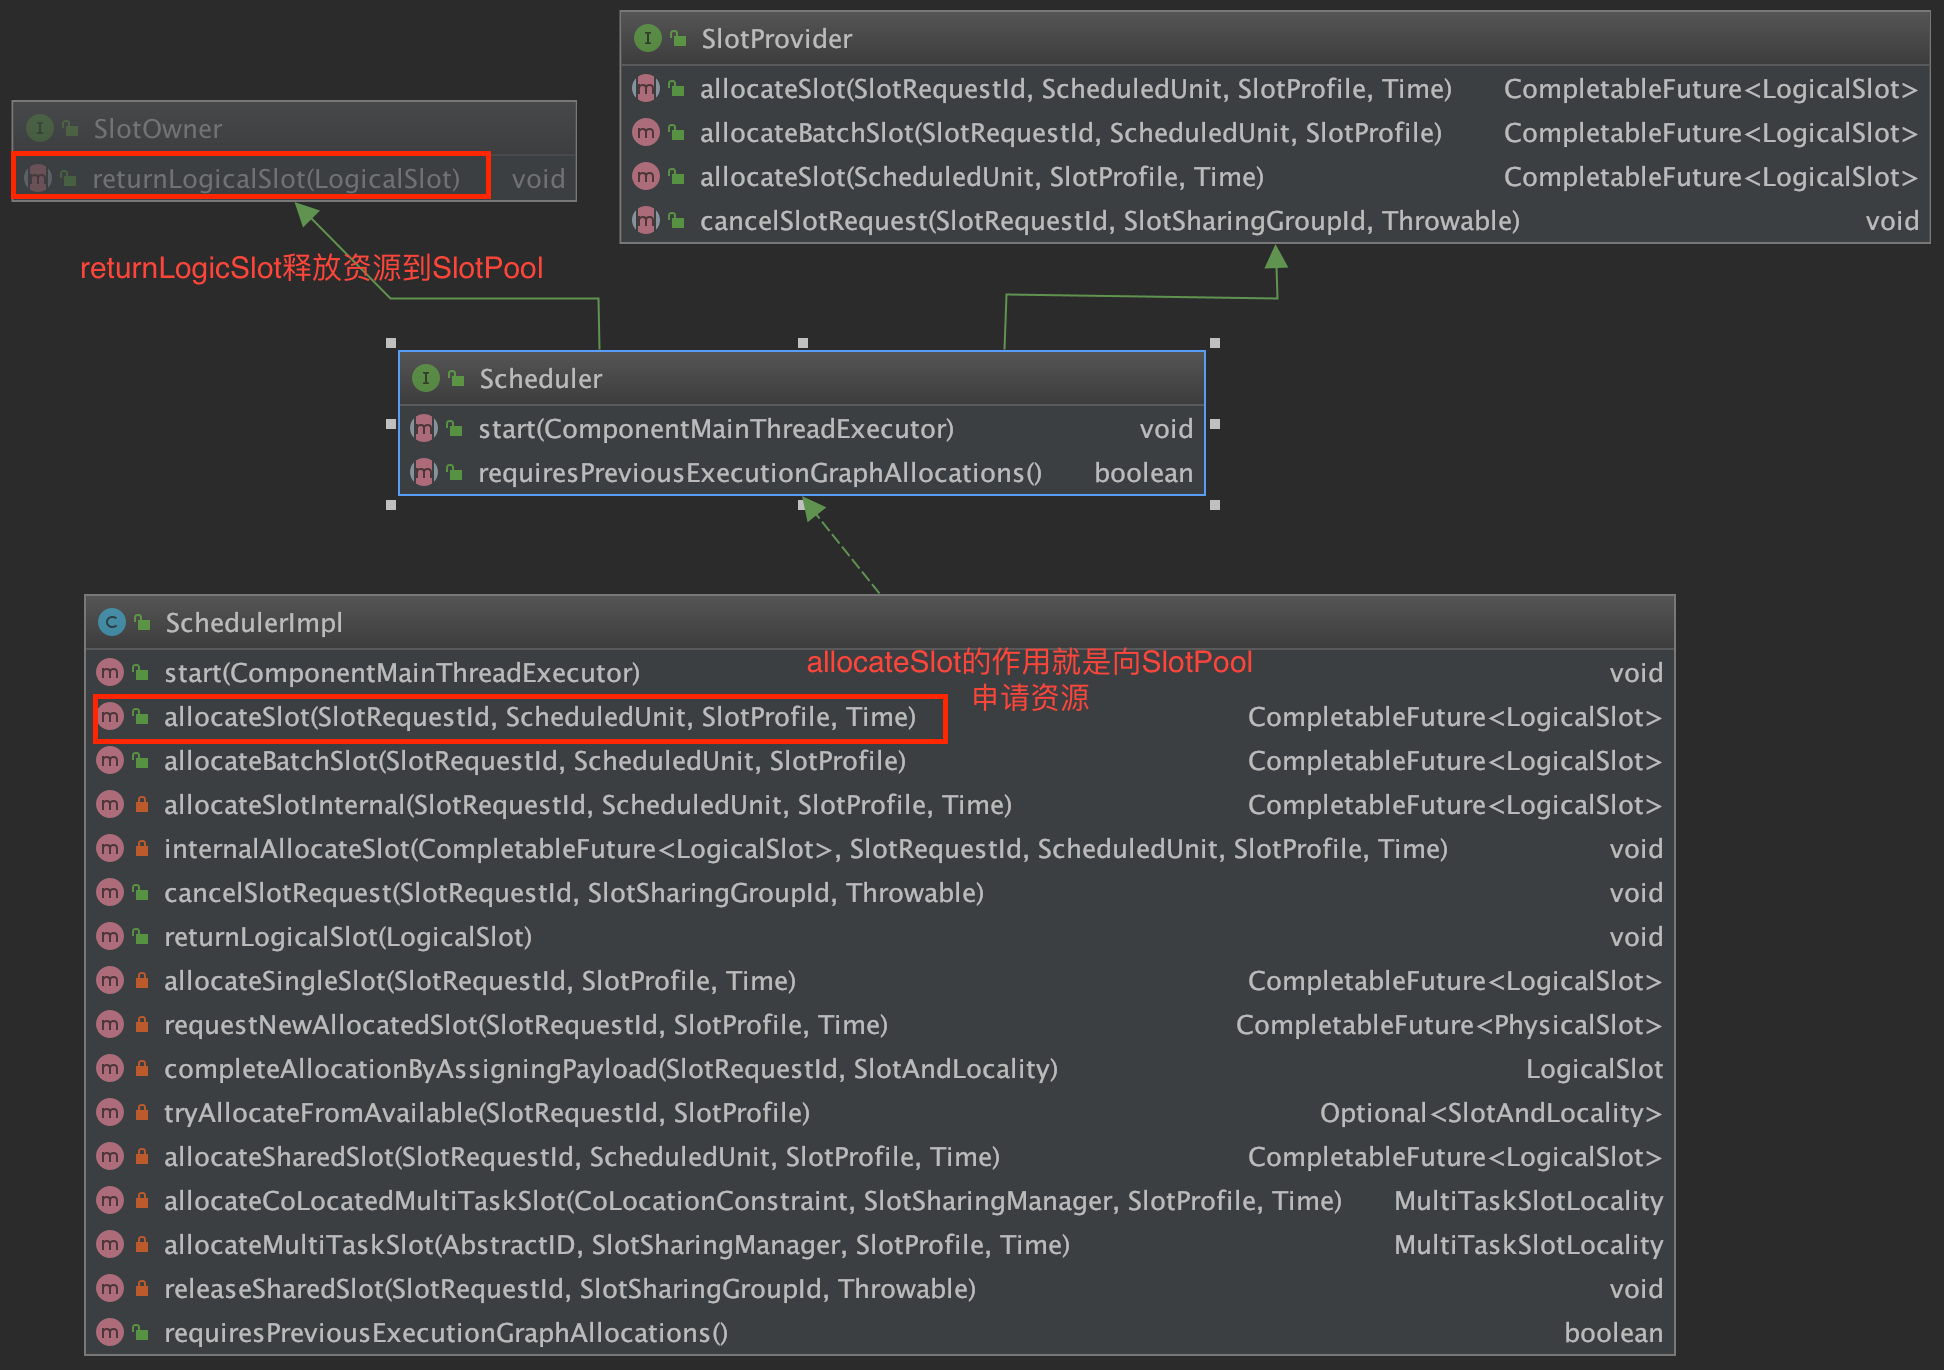 SlotProvider
allocateSlot(SlotRequestId, ScheduledUnit, SlotProfile, Time) CompletableFuture<LogicalSlot>
allocateBatchSlot(SlotRequestId, ScheduledUnit, SlotProfile) CompletableFuture<LogicalSlot>
allocateSlot(ScheduledUnit, SlotProfile, Time) CompletableFuture<LogicalSlot>
cancelSlotRequest(SlotRequestId, SlotSharingGroupId, Throwable) void
SlotOwner
returnLogicalSlot(LogicalSlot) void
returnLogicSlot释放资源到SlotPool
Scheduler
start(ComponentMainThreadExecutor) void
requiresPreviousExecutionGraphAllocations() boolean
SchedulerImpl
allocateSlot的作用就是向SlotPool
申请资源
start(ComponentMainThreadExecutor) void
allocateSlot(SlotRequestId, ScheduledUnit, SlotProfile, Time) CompletableFuture<LogicalSlot>
allocateBatchSlot(SlotRequestId, ScheduledUnit, SlotProfile) CompletableFuture<LogicalSlot>
allocateSlotInternal(SlotRequestId, ScheduledUnit, SlotProfile, Time) CompletableFuture<LogicalSlot>
internalAllocateSlot(CompletableFuture<LogicalSlot>, SlotRequestId, ScheduledUnit, SlotProfile, Time) void
cancelSlotRequest(SlotRequestId, SlotSharingGroupId, Throwable) void
returnLogicalSlot(LogicalSlot) void
allocateSingleSlot(SlotRequestId, SlotProfile, Time) CompletableFuture<LogicalSlot>
requestNewAllocatedSlot(SlotRequestId, SlotProfile, Time) CompletableFuture<PhysicalSlot>
completeAllocationByAssigningPayload(SlotRequestId, SlotAndLocality) LogicalSlot
tryAllocateFromAvailable(SlotRequestId, SlotProfile) Optional<SlotAndLocality>
allocateSharedSlot(SlotRequestId, ScheduledUnit, SlotProfile, Time) CompletableFuture<LogicalSlot>
allocateCoLocatedMultiTaskSlot(CoLocationConstraint, SlotSharingManager, SlotProfile, Time) MultiTaskSlotLocality
allocateMultiTaskSlot(AbstractID, SlotSharingManager, SlotProfile, Time) MultiTaskSlotLocality
releaseSharedSlot(SlotRequestId, SlotSharingGroupId, Throwable) void
requiresPreviousExecutionGraphAllocations() boolean